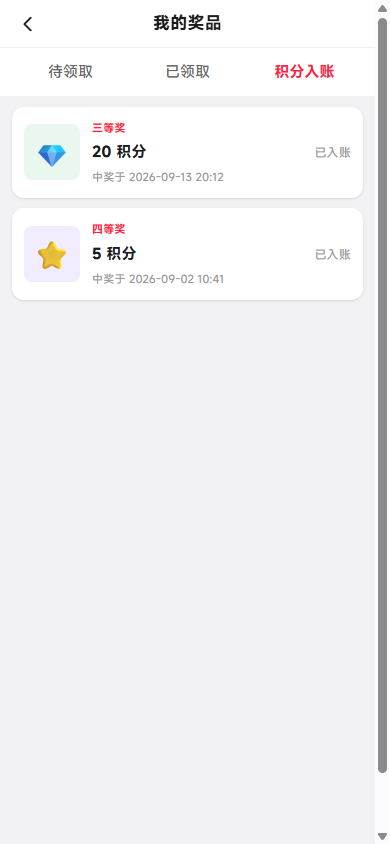 我的奖品
待领取
已领取
积分入账
三等奖
20 积分
已入账
中奖于 2026-09-13 20:12
四等奖
5 积分
已入账
中奖于 2026-09-02 10:41